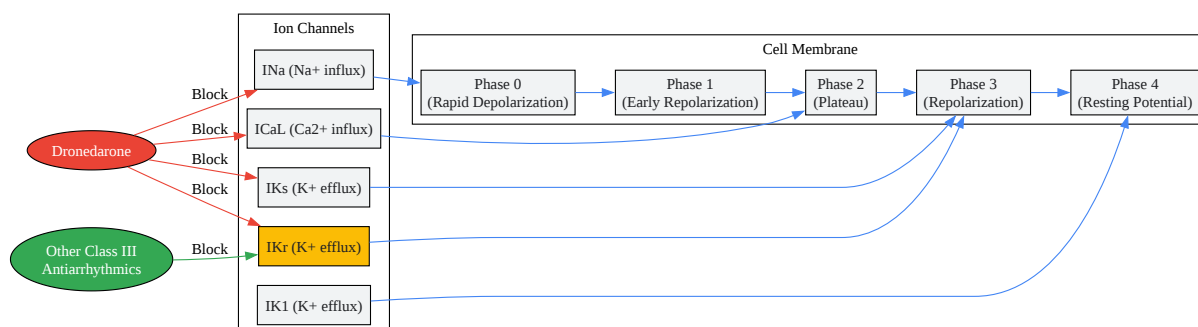 Ion Channels
Cell Membrane
INa (Na+ influx)
ICaL (Ca2+ influx)
IKs (K+ efflux)
IKr (K+ efflux)
IK1 (K+ efflux)
Phase 0
(Rapid Depolarization)
Phase 1
(Early Repolarization)
Phase 2
(Plateau)
Phase 3
(Repolarization)
Phase 4
(Resting Potential)
Dronedarone
Block
Block
Block
Block
Other Class III
Antiarrhythmics
Block